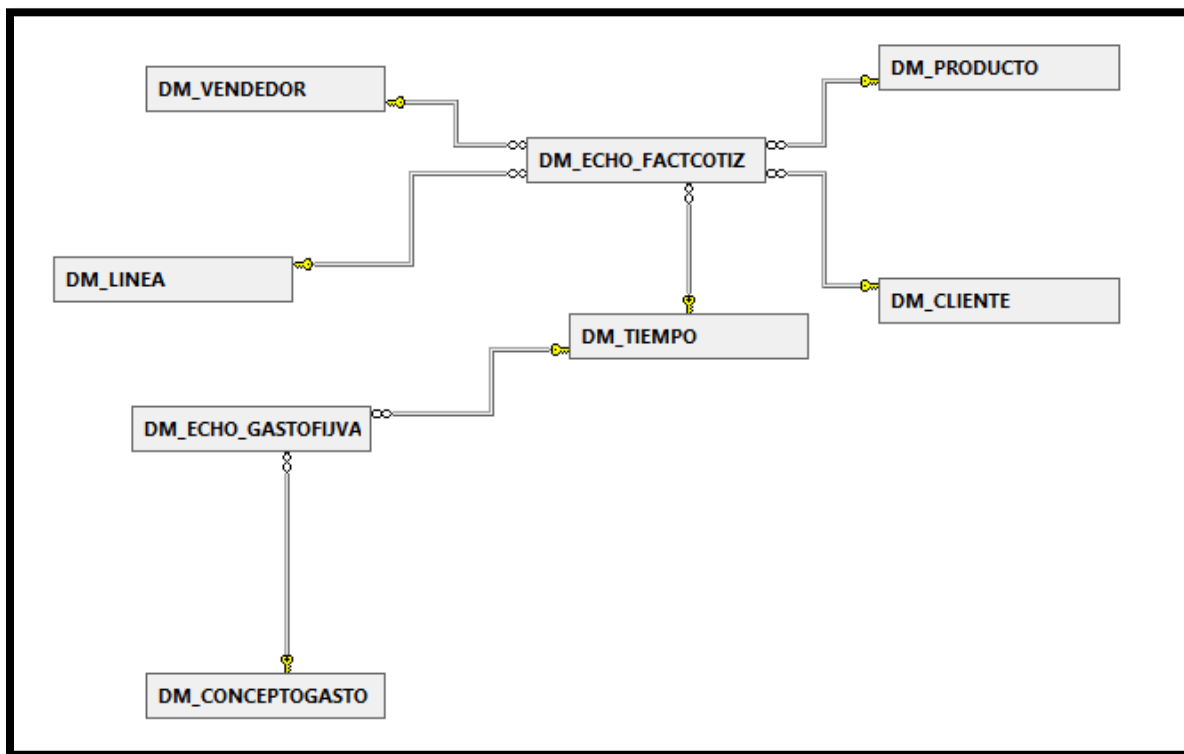 DM_PRODUCTO
DM_VENDEDOR
DM_ECHO_FACTCOTIZ
DM_LINEA
DM_CLIENTE
DM_TIEMPO
DM_ECHO_GASTOFIJVA
DM_CONCEPTOGASTO